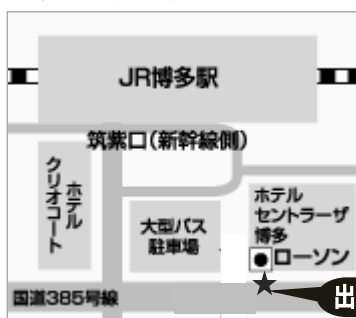 JR博多駅
筑紫口(新幹線側)
ホテル
クリオコート
大型バス
駐車場
ホテル
セントラーザ
博多
ローソン
国道385号線
出